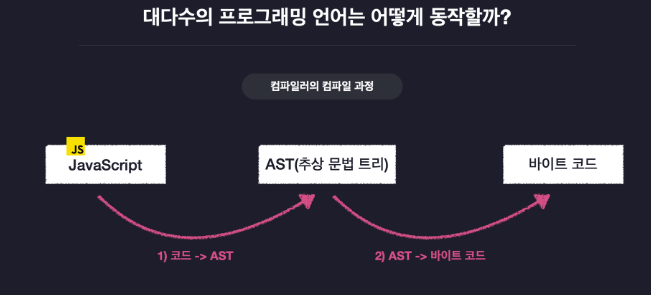 대다수의 프로그래밍 언어는 어떻게 동작할까?
컴파일러의 컴파일 과정
JS
JavaScript
AST(추상 문법 트리)
바이트 코드
1) 코드 -> AST
2) AST -> 바이트 코드